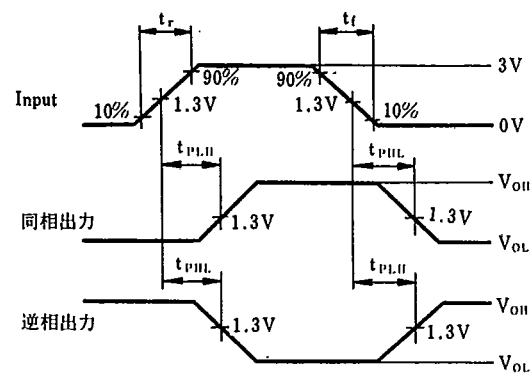 tr
tf
90%
90%
3V
Input
10%
1.3V
1.3V
10%
0V
tPLH
tPHL
VOH
同相出力
1.3V
1.3V
VOL
tPHL
tPLH
VOH
逆相出力
1.3V
1.3V
VOL